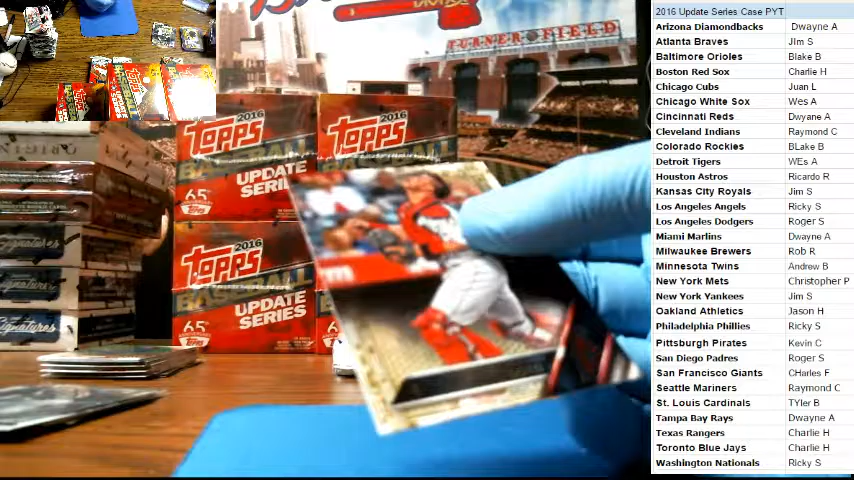 TURNER FIELD
2016
Topps
BASEBALL
UPDATE
SERIES
65
Topps
2016
Topps
UPDATE
65
Topps
2016
Topps
BASEBALL
UPDATE
SERIES
65
2016 Update Series Case PYT
Arizona Diamondbacks Dwayne A
Atlanta Braves Jim S
Baltimore Orioles Blake B
Boston Red Sox Charlie H
Chicago Cubs Juan L
Chicago White Sox Wes A
Cincinnati Reds Dwyane A
Cleveland Indians Raymond C
Colorado Rockies BLake B
Detroit Tigers WEs A
Houston Astros Ricardo R
Kansas City Royals Jim S
Los Angeles Angels Ricky S
Los Angeles Dodgers Roger S
Miami Marlins Dwayne A
Milwaukee Brewers Rob R
Minnesota Twins Andrew B
New York Mets Christopher P
New York Yankees Jim S
Oakland Athletics Jason H
Philadelphia Phillies Ricky S
Pittsburgh Pirates Kevin C
San Diego Padres Roger S
San Francisco Giants CHarles F
Seattle Mariners Raymond C
St. Louis Cardinals TYler B
Tampa Bay Rays Dwayne A
Texas Rangers Charlie H
Toronto Blue Jays Charlie H
Washington Nationals Ricky S